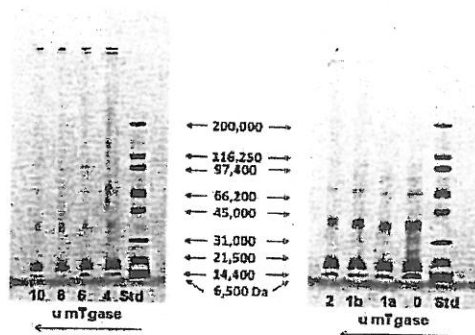 200,000
116,250
97,400
66,200
45,000
31,000
21,500
14,400
6,500 Da
10 8 6 4 Std
u mTgase
2 1b 1a 0 Std
u mTgase